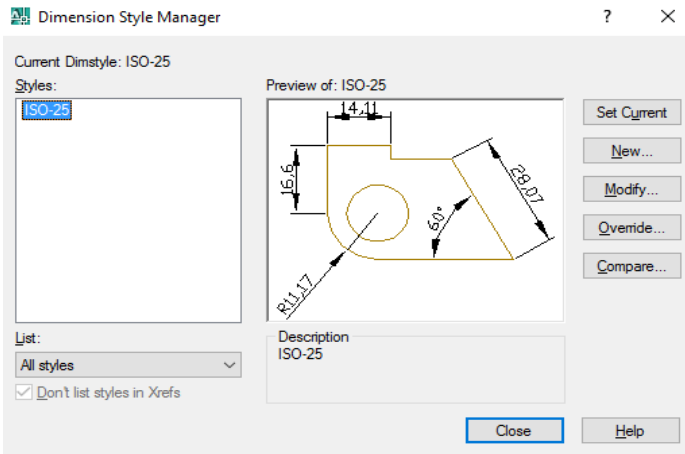 Dimension Style Manager
?
Current Dimstyle: ISO-25
Styles:
ISO-25
Preview of: ISO-25
14,11
16,6
28,07
60°
R11,17
Set Current
New...
Modify...
Override...
Compare...
List:
All styles
Don't list styles in Xrefs
Description
ISO-25
Close
Help